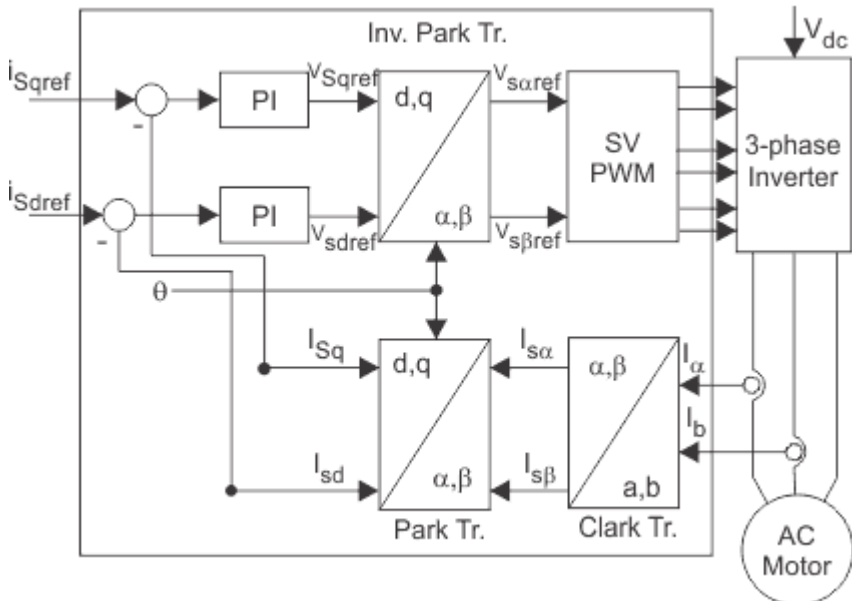 Inv. Park Tr.
V_dc
i_Sqref
PI
v_Sqref
d,q
α,β
V_sαref
SV
PWM
3-phase
Inverter
-
i_Sdref
PI
V_sdref
V_sβref
-
θ
I_Sq
d,q
α,β
I_sα
α,β
a,b
I_α
I_b
I_sd
I_sβ
Park Tr.
Clark Tr.
AC
Motor